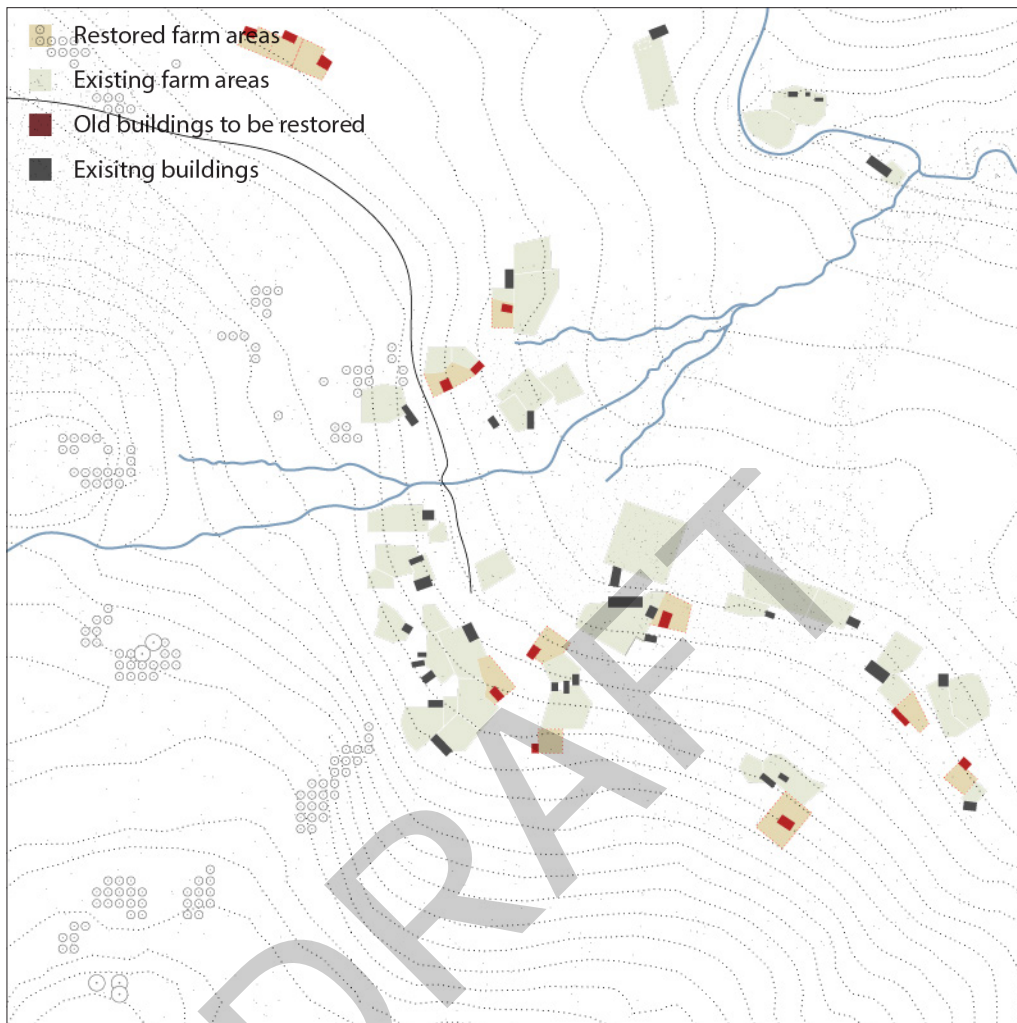 Restored farm areas
Existing farm areas
Old buildings to be restored
Exisitng buildings
DRAFT